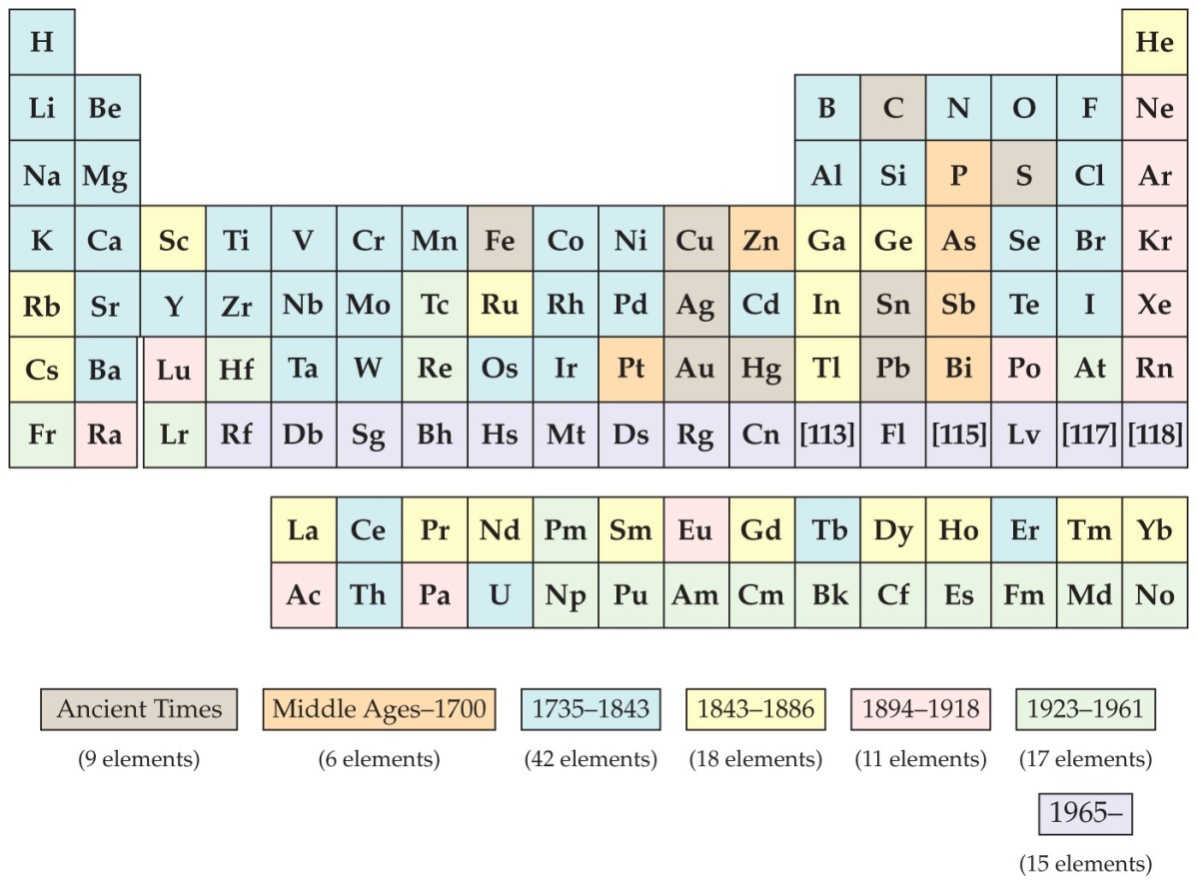 H He
Li Be B C N O F Ne
Na Mg Al Si P S Cl Ar
K Ca Sc Ti V Cr Mn Fe Co Ni Cu Zn Ga Ge As Se Br Kr
Rb Sr Y Zr Nb Mo Tc Ru Rh Pd Ag Cd In Sn Sb Te I Xe
Cs Ba Lu Hf Ta W Re Os Ir Pt Au Hg Tl Pb Bi Po At Rn
Fr Ra Lr Rf Db Sg Bh Hs Mt Ds Rg Cn [113] Fl [115] Lv [117] [118]
La Ce Pr Nd Pm Sm Eu Gd Tb Dy Ho Er Tm Yb
Ac Th Pa U Np Pu Am Cm Bk Cf Es Fm Md No
Ancient Times Middle Ages–1700 1735–1843 1843–1886 1894–1918 1923–1961
(9 elements) (6 elements) (42 elements) (18 elements) (11 elements) (17 elements)
1965–
(15 elements)